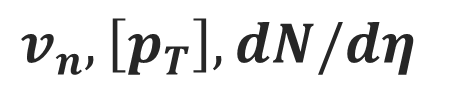 vₙ, [p_T], dN/dη